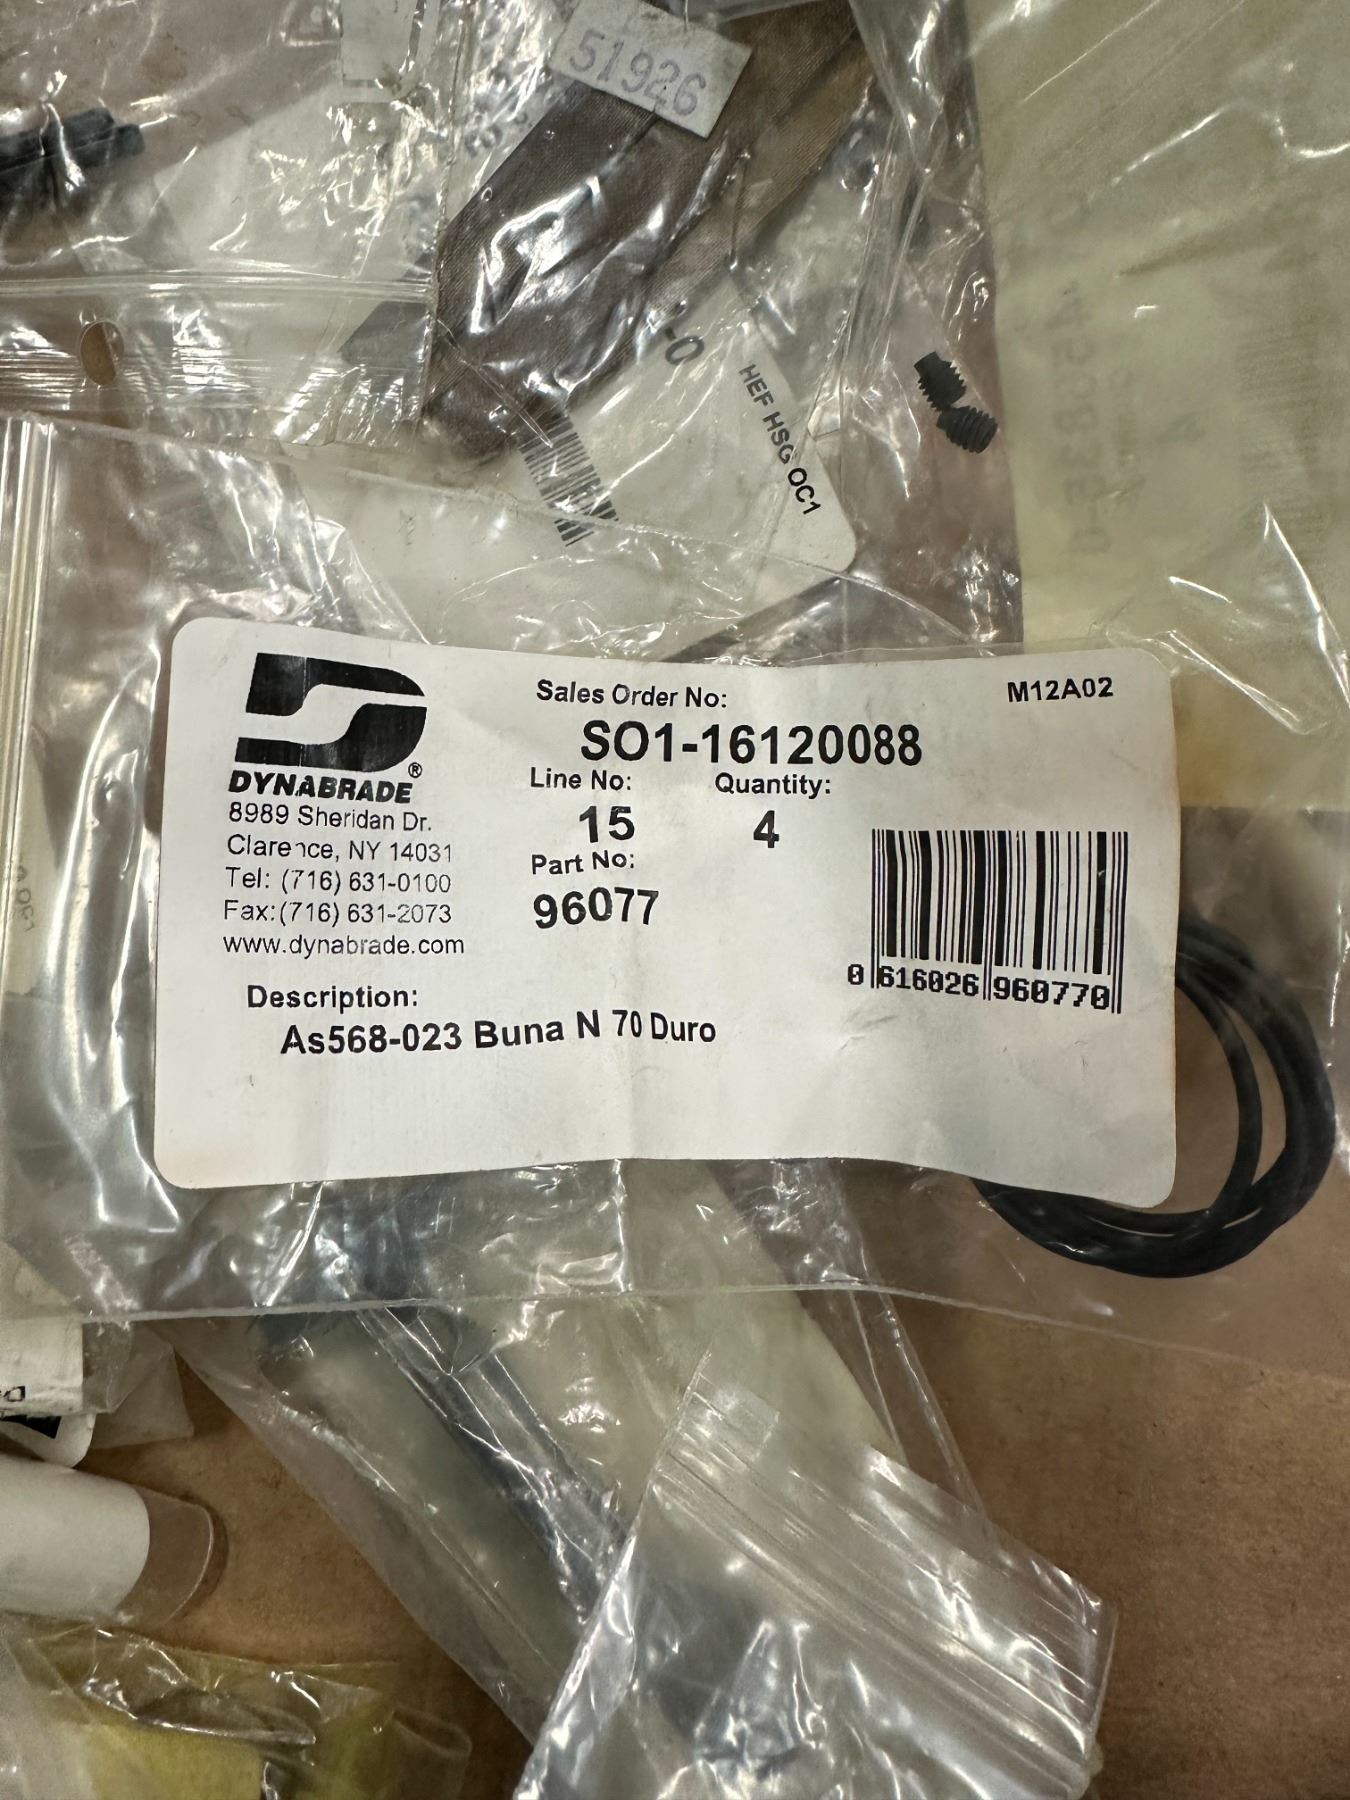 51926
-0
HEF HSG QC1
DYNABRADE®
8989 Sheridan Dr.
Clarence, NY 14031
Tel: (716) 631-0100
Fax:(716) 631-2073
www.dynabrade.com
Sales Order No:
SO1-16120088
M12A02
Line No:
15
Quantity:
4
Part No:
96077
0 616026 960770
Description:
As568-023 Buna N 70 Duro